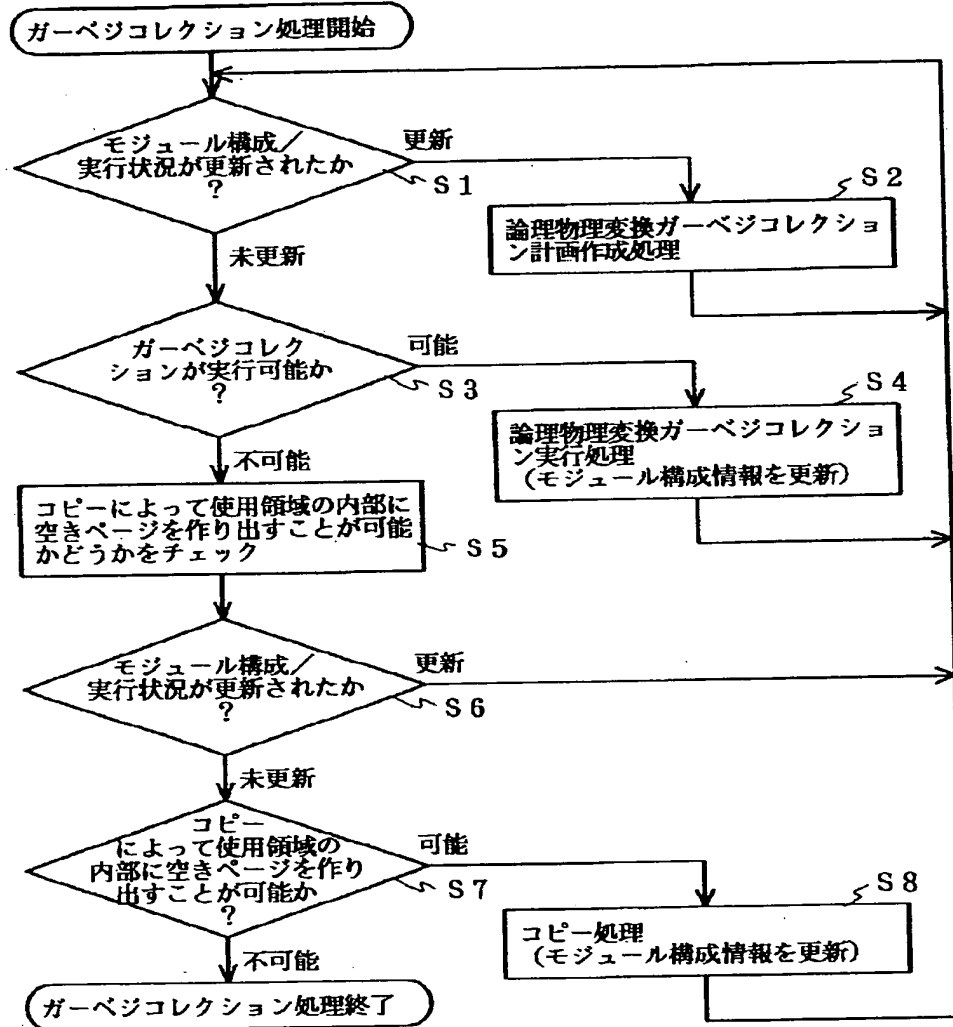 ガーベジコレクション処理開始
モジュール構成／
実行状況が更新されたか
?
更新
S1
S2
論理物理変換ガーベジコレクショ
ン計画作成処理
未更新
ガーベジコレク
ションが実行可能か
?
可能
S3
S4
論理物理変換ガーベジコレクショ
ン実行処理
(モジュール構成情報を更新)
不可能
コピーによって使用領域の内部に
空きページを作り出すことが可能
かどうかをチェック
S5
モジュール構成／
実行状況が更新されたか
?
更新
S6
未更新
コピー
によって使用領域の
内部に空きページを作り
出すことが可能か
?
可能
S7
S8
コピー処理
(モジュール構成情報を更新)
不可能
ガーベジコレクション処理終了